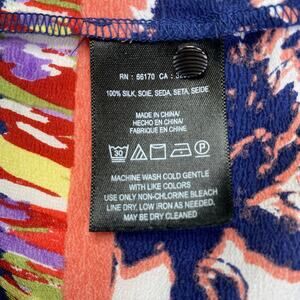 RN : 66170 CA :
100% SILK, SOIE, SEDA, SETA, SEIDE
MADE IN CHINA/
HECHO EN CHINA/
FABRIQUE EN CHINE
30 P
MACHINE WASH COLD GENTLE
WITH LIKE COLORS
USE ONLY NON-CHLORINE BLEACH
LINE DRY, LOW IRON AS NEEDED.
MAY BE DRY CLEANED